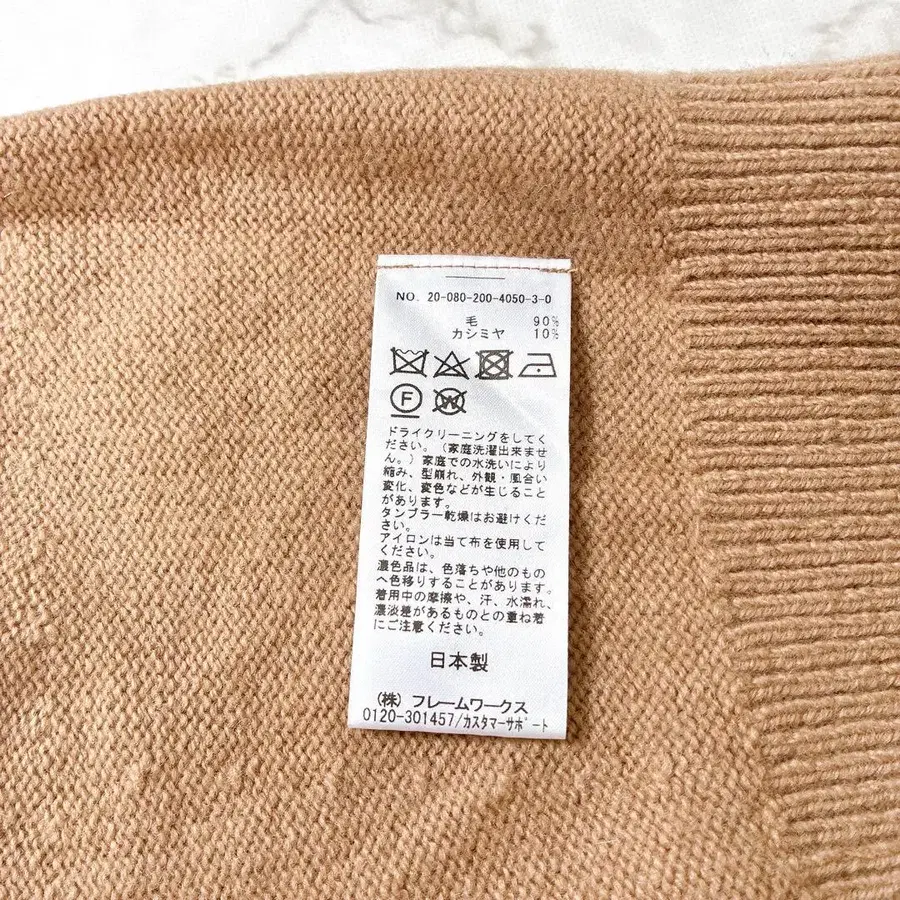 NO. 20-080-200-4050-3-0
毛 90%
カシミヤ 10%
F
W
ドライクリーニングをしてく
ださい。(家庭洗濯出来ませ
ん。)家庭での水洗いにより
縮み、型崩れ、外観・風合い
変化、変色などが生じること
があります。
タンブラー乾燥はお避けくだ
さい。
アイロンは当て布を使用して
ください。
濃色品は、色落ちや他のもの
へ色移りすることがあります。
着用中の摩擦や、汗、水濡れ、
濃淡差があるものとの重ね着
にご注意ください。
日本製
(株) フレームワークス
0120-301457/カスタマーサポート